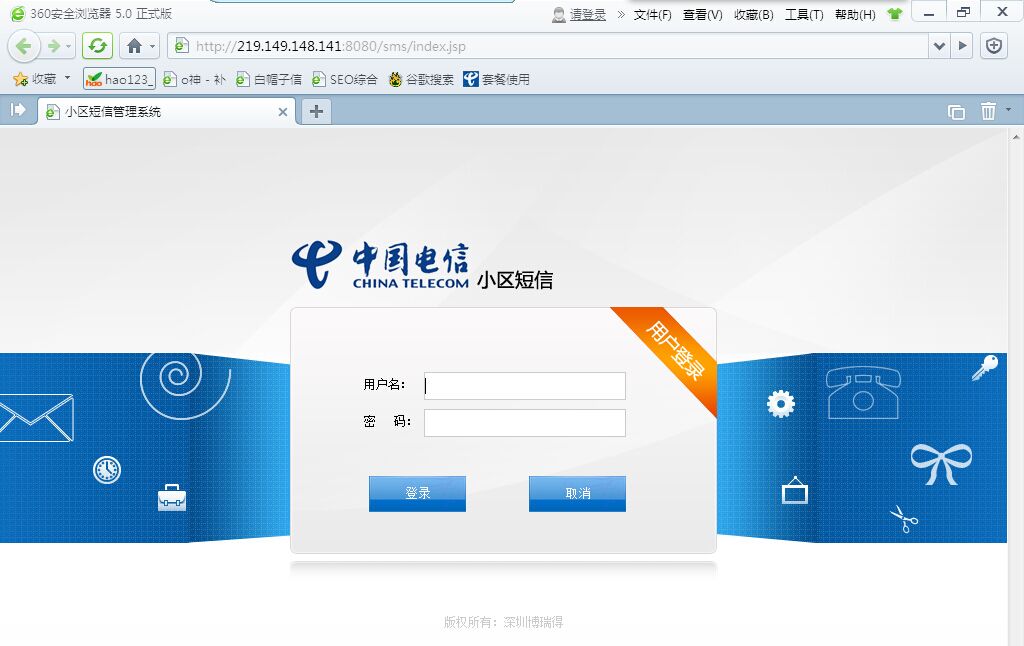 360安全浏览器 5.0 正式版
请登录 » 文件(F) 查看(V) 收藏(B) 工具(T) 帮助(H)
http://219.149.148.141:8080/sms/index.jsp
收藏 hao123_ o神 - 补 白帽子信 SEO综合 谷歌搜索 套餐使用
小区短信管理系统
中国电信
CHINA TELECOM
小区短信
用户登录
用户名:
密 码:
登录 取消
版权所有: 深圳博瑞得